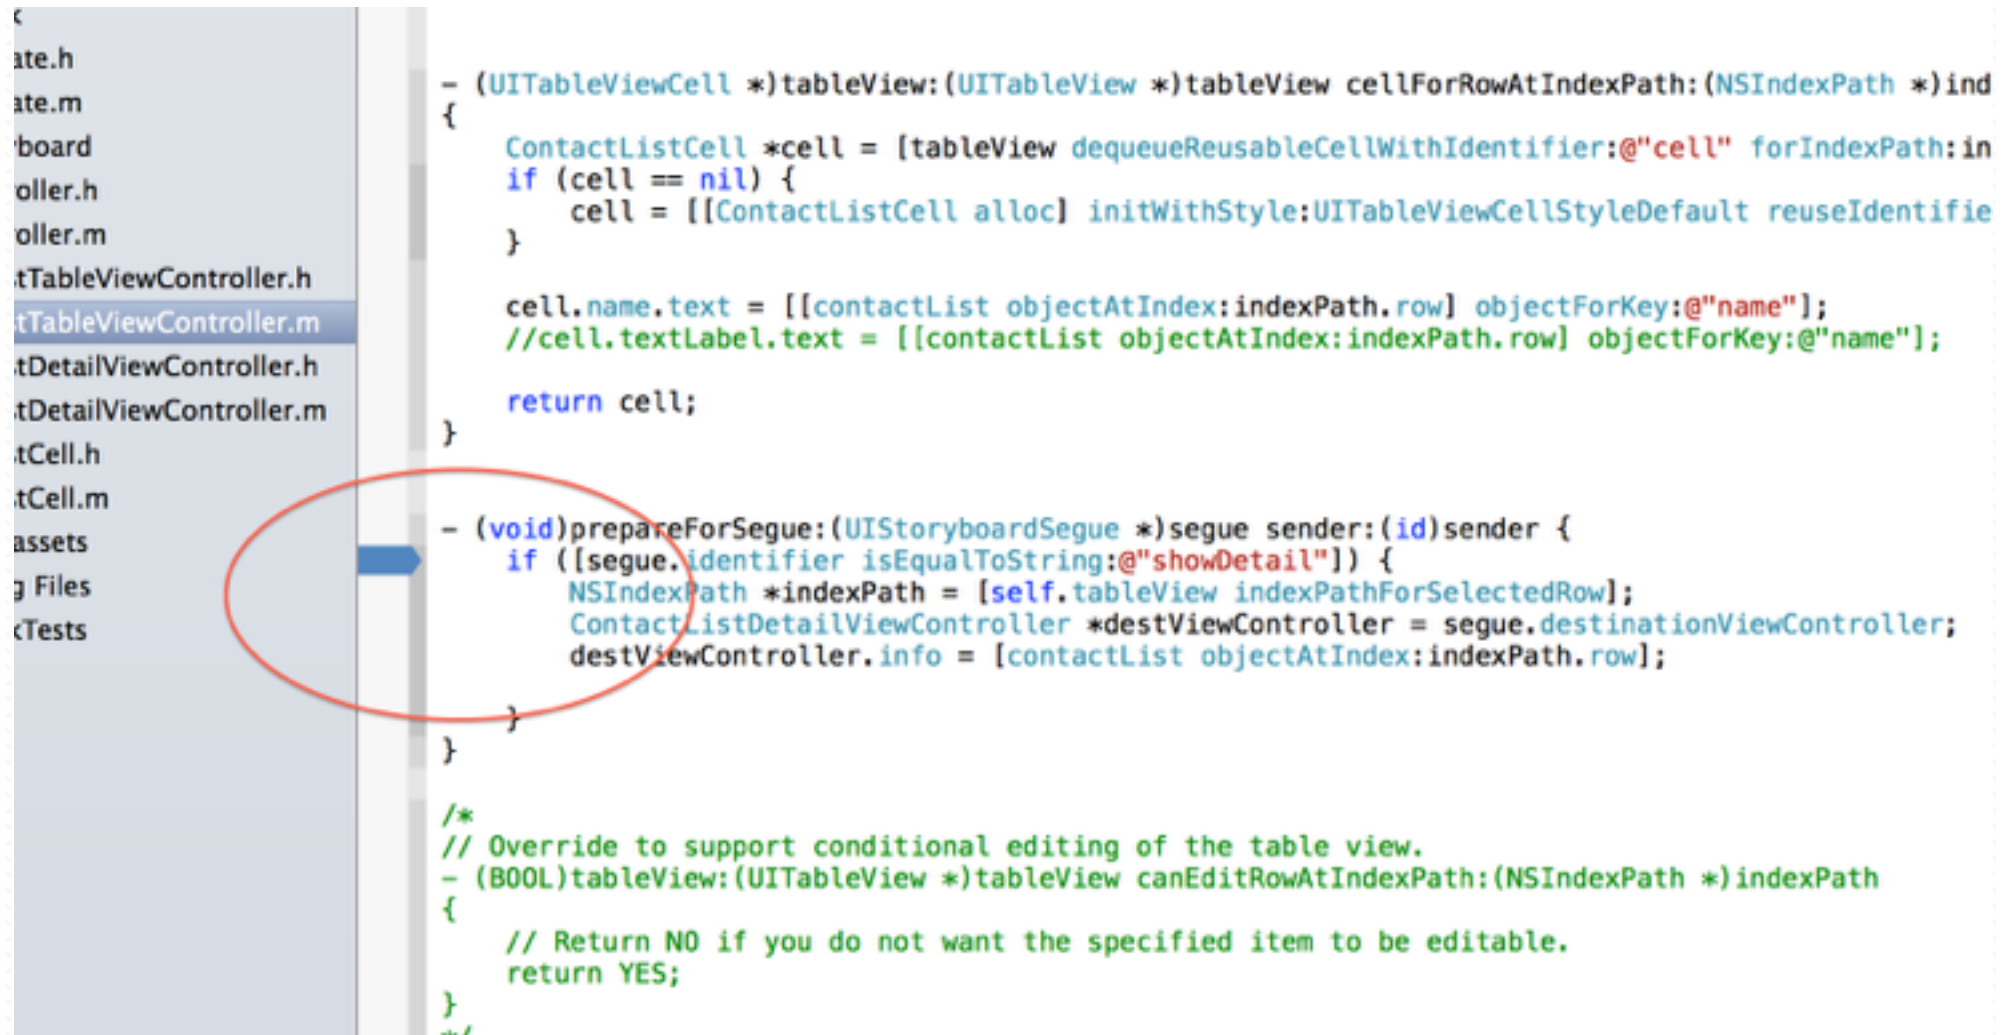 ate.h
ate.m
board
oller.h
oller.m
tTableViewController.h
tTableViewController.m
tDetailViewController.h
tDetailViewController.m
tCell.h
tCell.m
assets
g Files
Tests
- (UITableViewCell *)tableView:(UITableView *)tableView cellForRowAtIndexPath:(NSIndexPath *)ind
{
    ContactListCell *cell = [tableView dequeueReusableCellWithIdentifier:@"cell" forIndexPath:in
    if (cell == nil) {
        cell = [[ContactListCell alloc] initWithStyle:UITableViewCellStyleDefault reuseIdentifie
    }
    cell.name.text = [[contactList objectAtIndex:indexPath.row] objectForKey:@"name"];
    //cell.textLabel.text = [[contactList objectAtIndex:indexPath.row] objectForKey:@"name"];
    return cell;
}
- (void)prepareForSegue:(UIStoryboardSegue *)segue sender:(id)sender {
    if ([segue.identifier isEqualToString:@"showDetail"]) {
        NSIndexPath *indexPath = [self.tableView indexPathForSelectedRow];
        ContactListDetailViewController *destViewController = segue.destinationViewController;
        destViewController.info = [contactList objectAtIndex:indexPath.row];
    }
}
/*
// Override to support conditional editing of the table view.
- (BOOL)tableView:(UITableView *)tableView canEditRowAtIndexPath:(NSIndexPath *)indexPath
{
    // Return NO if you do not want the specified item to be editable.
    return YES;
}
*/